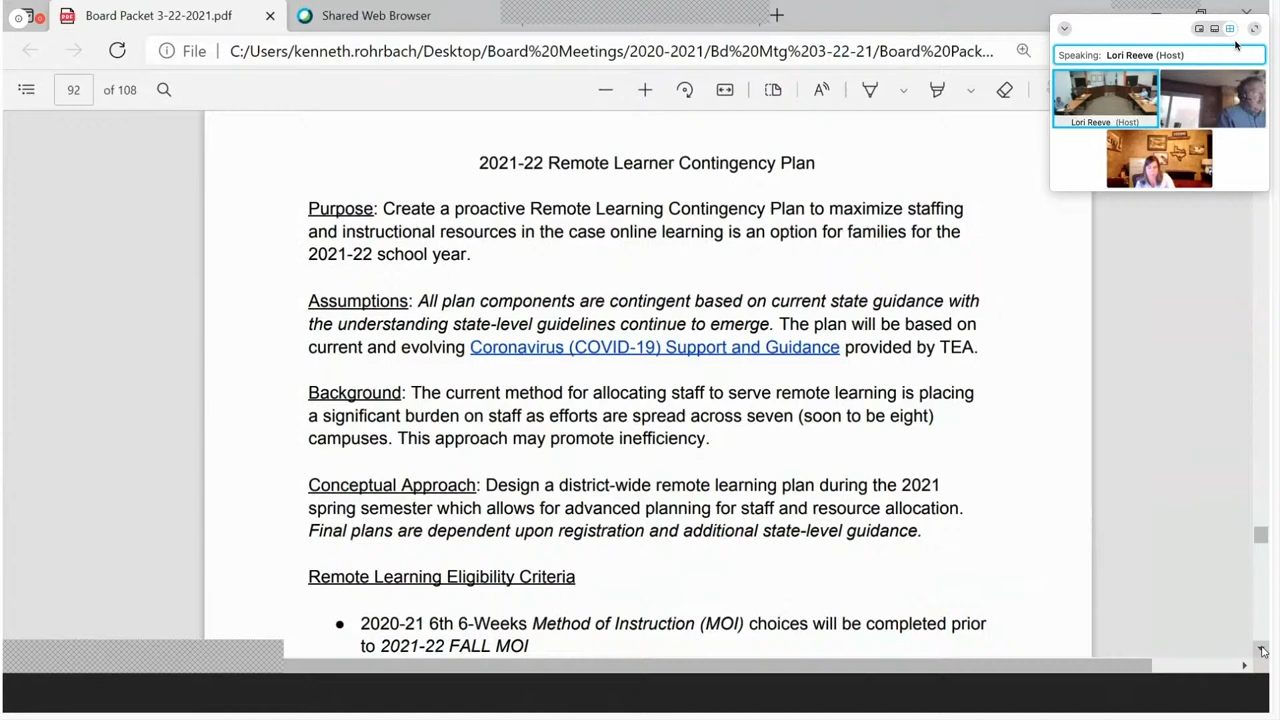 Board Packet 3-22-2021.pdf
Shared Web Browser
File
C:/Users/kenneth.rohrbach/Desktop/Board%20Meetings/2020-2021/Bd%20Mtg%203-22-21/Board%20Pack...
92 of 108
Speaking: Lori Reeve (Host)
Lori Reeve (Host)
2021-22 Remote Learner Contingency Plan
Purpose: Create a proactive Remote Learning Contingency Plan to maximize staffing
and instructional resources in the case online learning is an option for families for the
2021-22 school year.
Assumptions: All plan components are contingent based on current state guidance with
the understanding state-level guidelines continue to emerge. The plan will be based on
current and evolving Coronavirus (COVID-19) Support and Guidance provided by TEA.
Background: The current method for allocating staff to serve remote learning is placing
a significant burden on staff as efforts are spread across seven (soon to be eight)
campuses. This approach may promote inefficiency.
Conceptual Approach: Design a district-wide remote learning plan during the 2021
spring semester which allows for advanced planning for staff and resource allocation.
Final plans are dependent upon registration and additional state-level guidance.
Remote Learning Eligibility Criteria
● 2020-21 6th 6-Weeks Method of Instruction (MOI) choices will be completed prior
to 2021-22 FALL MOI